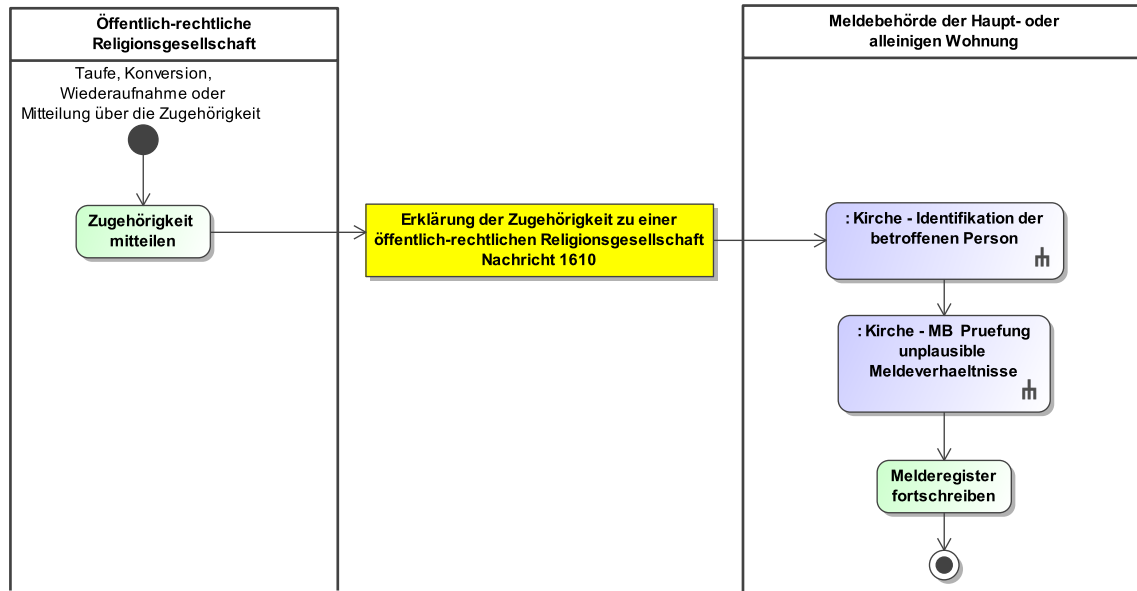 Öffentlich-rechtliche
Religionsgesellschaft
Taufe, Konversion,
Wiederaufnahme oder
Mitteilung über die Zugehörigkeit
Zugehörigkeit
mitteilen
Erklärung der Zugehörigkeit zu einer
öffentlich-rechtlichen Religionsgesellschaft
Nachricht 1610
Meldebehörde der Haupt- oder
alleinigen Wohnung
: Kirche - Identifikation der
betroffenen Person
: Kirche - MB  Pruefung
unplausible
Meldeverhaeltnisse
Melderegister
fortschreiben